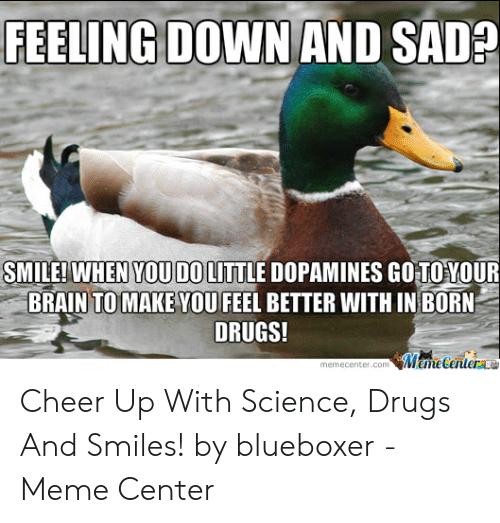 FEELING DOWN AND SAD?
SMILE! WHEN YOU DO LITTLE DOPAMINES GO TO YOUR
BRAIN TO MAKE YOU FEEL BETTER WITH IN BORN
DRUGS!
memecenter.com MemeCenter
Cheer Up With Science, Drugs
And Smiles! by blueboxer -
Meme Center